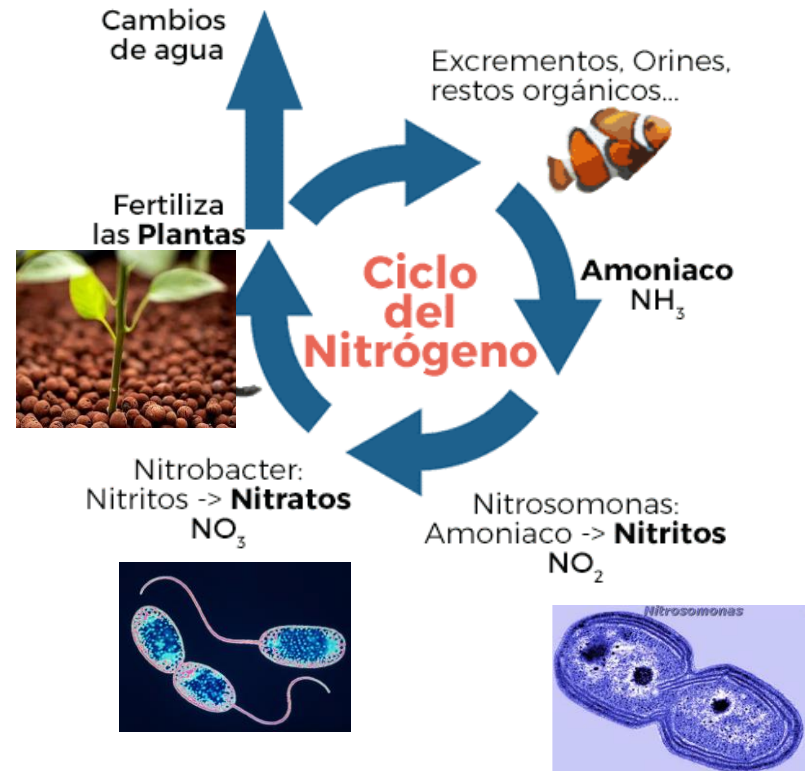 Cambios
de agua
Excrementos, Orines,
restos orgánicos...
Fertiliza
las Plantas
Ciclo
del
Nitrógeno
Amoniaco
NH₃
Nitrobacter:
Nitritos -> Nitratos
NO₃
Nitrosomonas:
Amoniaco -> Nitritos
NO₂
Nitrosomonas